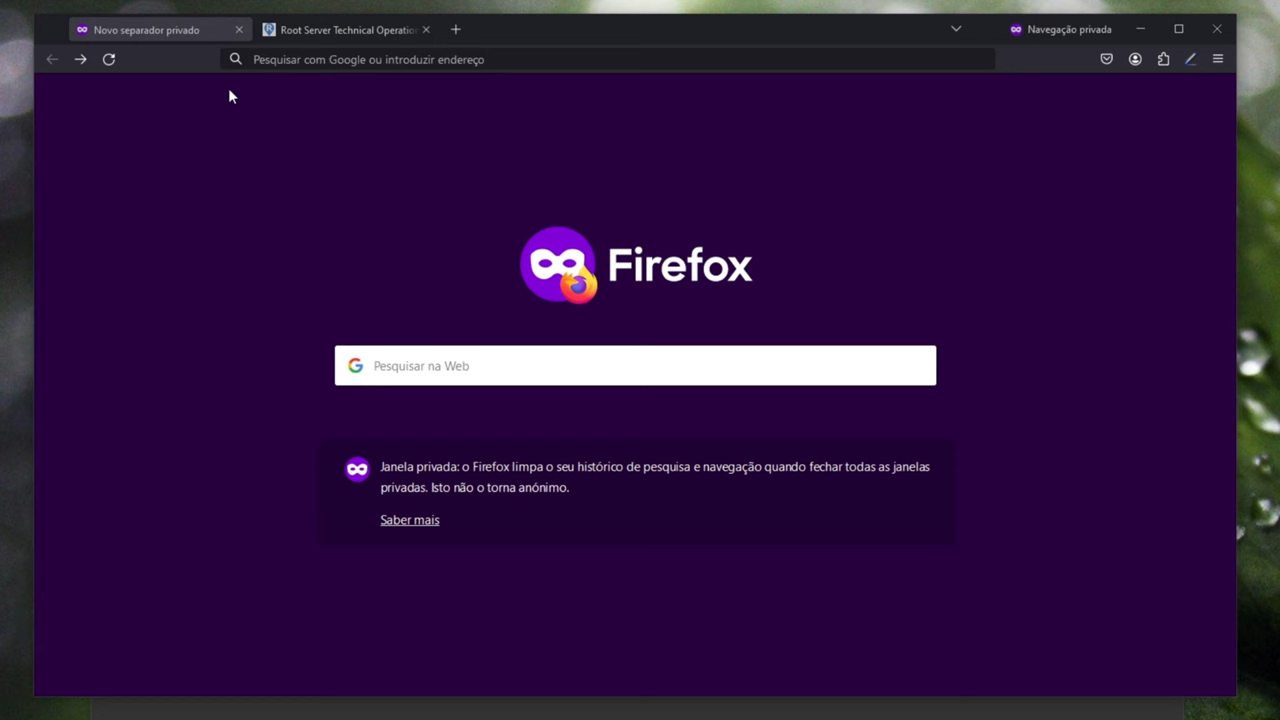 Novo separador privado
Root Server Technical Operation
Navegação privada
Pesquisar com Google ou introduzir endereço
Firefox
Pesquisar na Web
Janela privada: o Firefox limpa o seu histórico de pesquisa e navegação quando fechar todas as janelas
privadas. Isto não o torna anónimo.
Saber mais